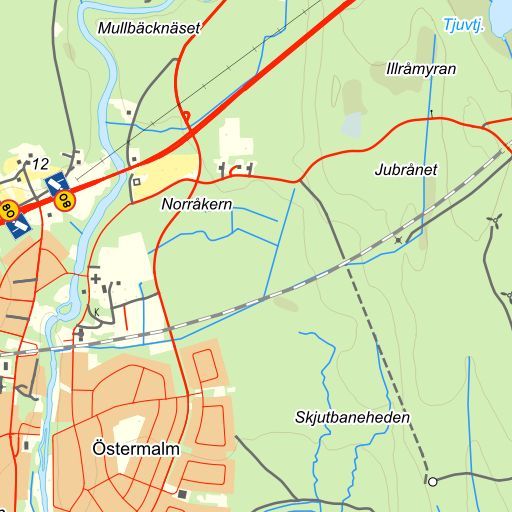 Tjuvtj.
Mullbäcknäset
Illråmyran
12
Jubrånet
80
80
Norråkern
K
Skjutbaneheden
Östermalm